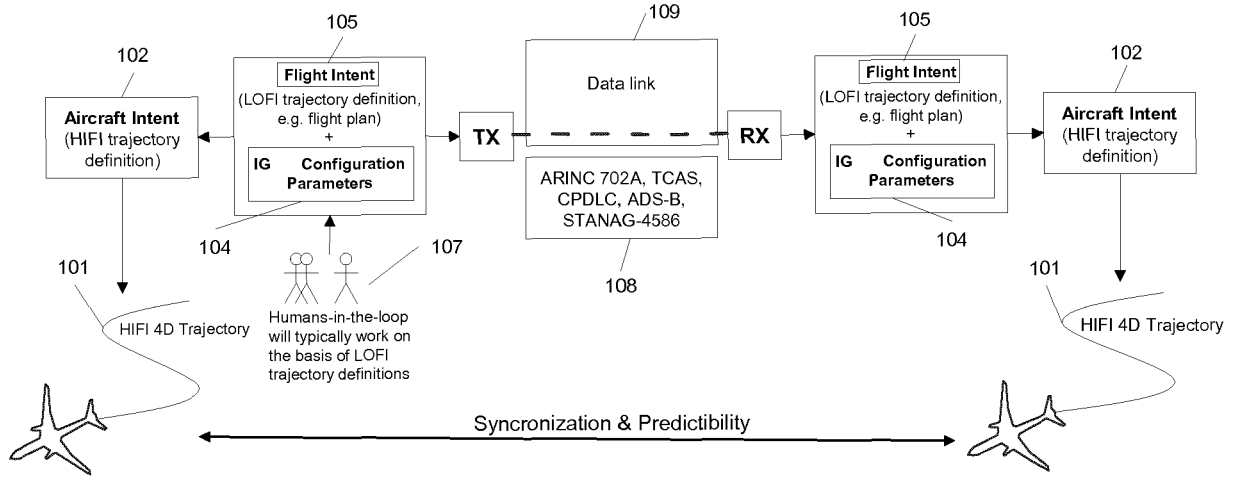 109
105
105
102
102
Flight Intent
(LOFI trajectory definition,
e.g. flight plan)
+
IG Configuration
Parameters
Aircraft Intent
(HIFI trajectory
definition)
TX
Data link
RX
Flight Intent
(LOFI trajectory definition,
e.g. flight plan)
+
IG Configuration
Parameters
Aircraft Intent
(HIFI trajectory
definition)
ARINC 702A, TCAS,
CPDLC, ADS-B,
STANAG-4586
104
107
108
104
101
101
HIFI 4D Trajectory
Humans-in-the-loop
will typically work on
the basis of LOFI
trajectory definitions
HIFI 4D Trajectory
Syncronization & Predictibility